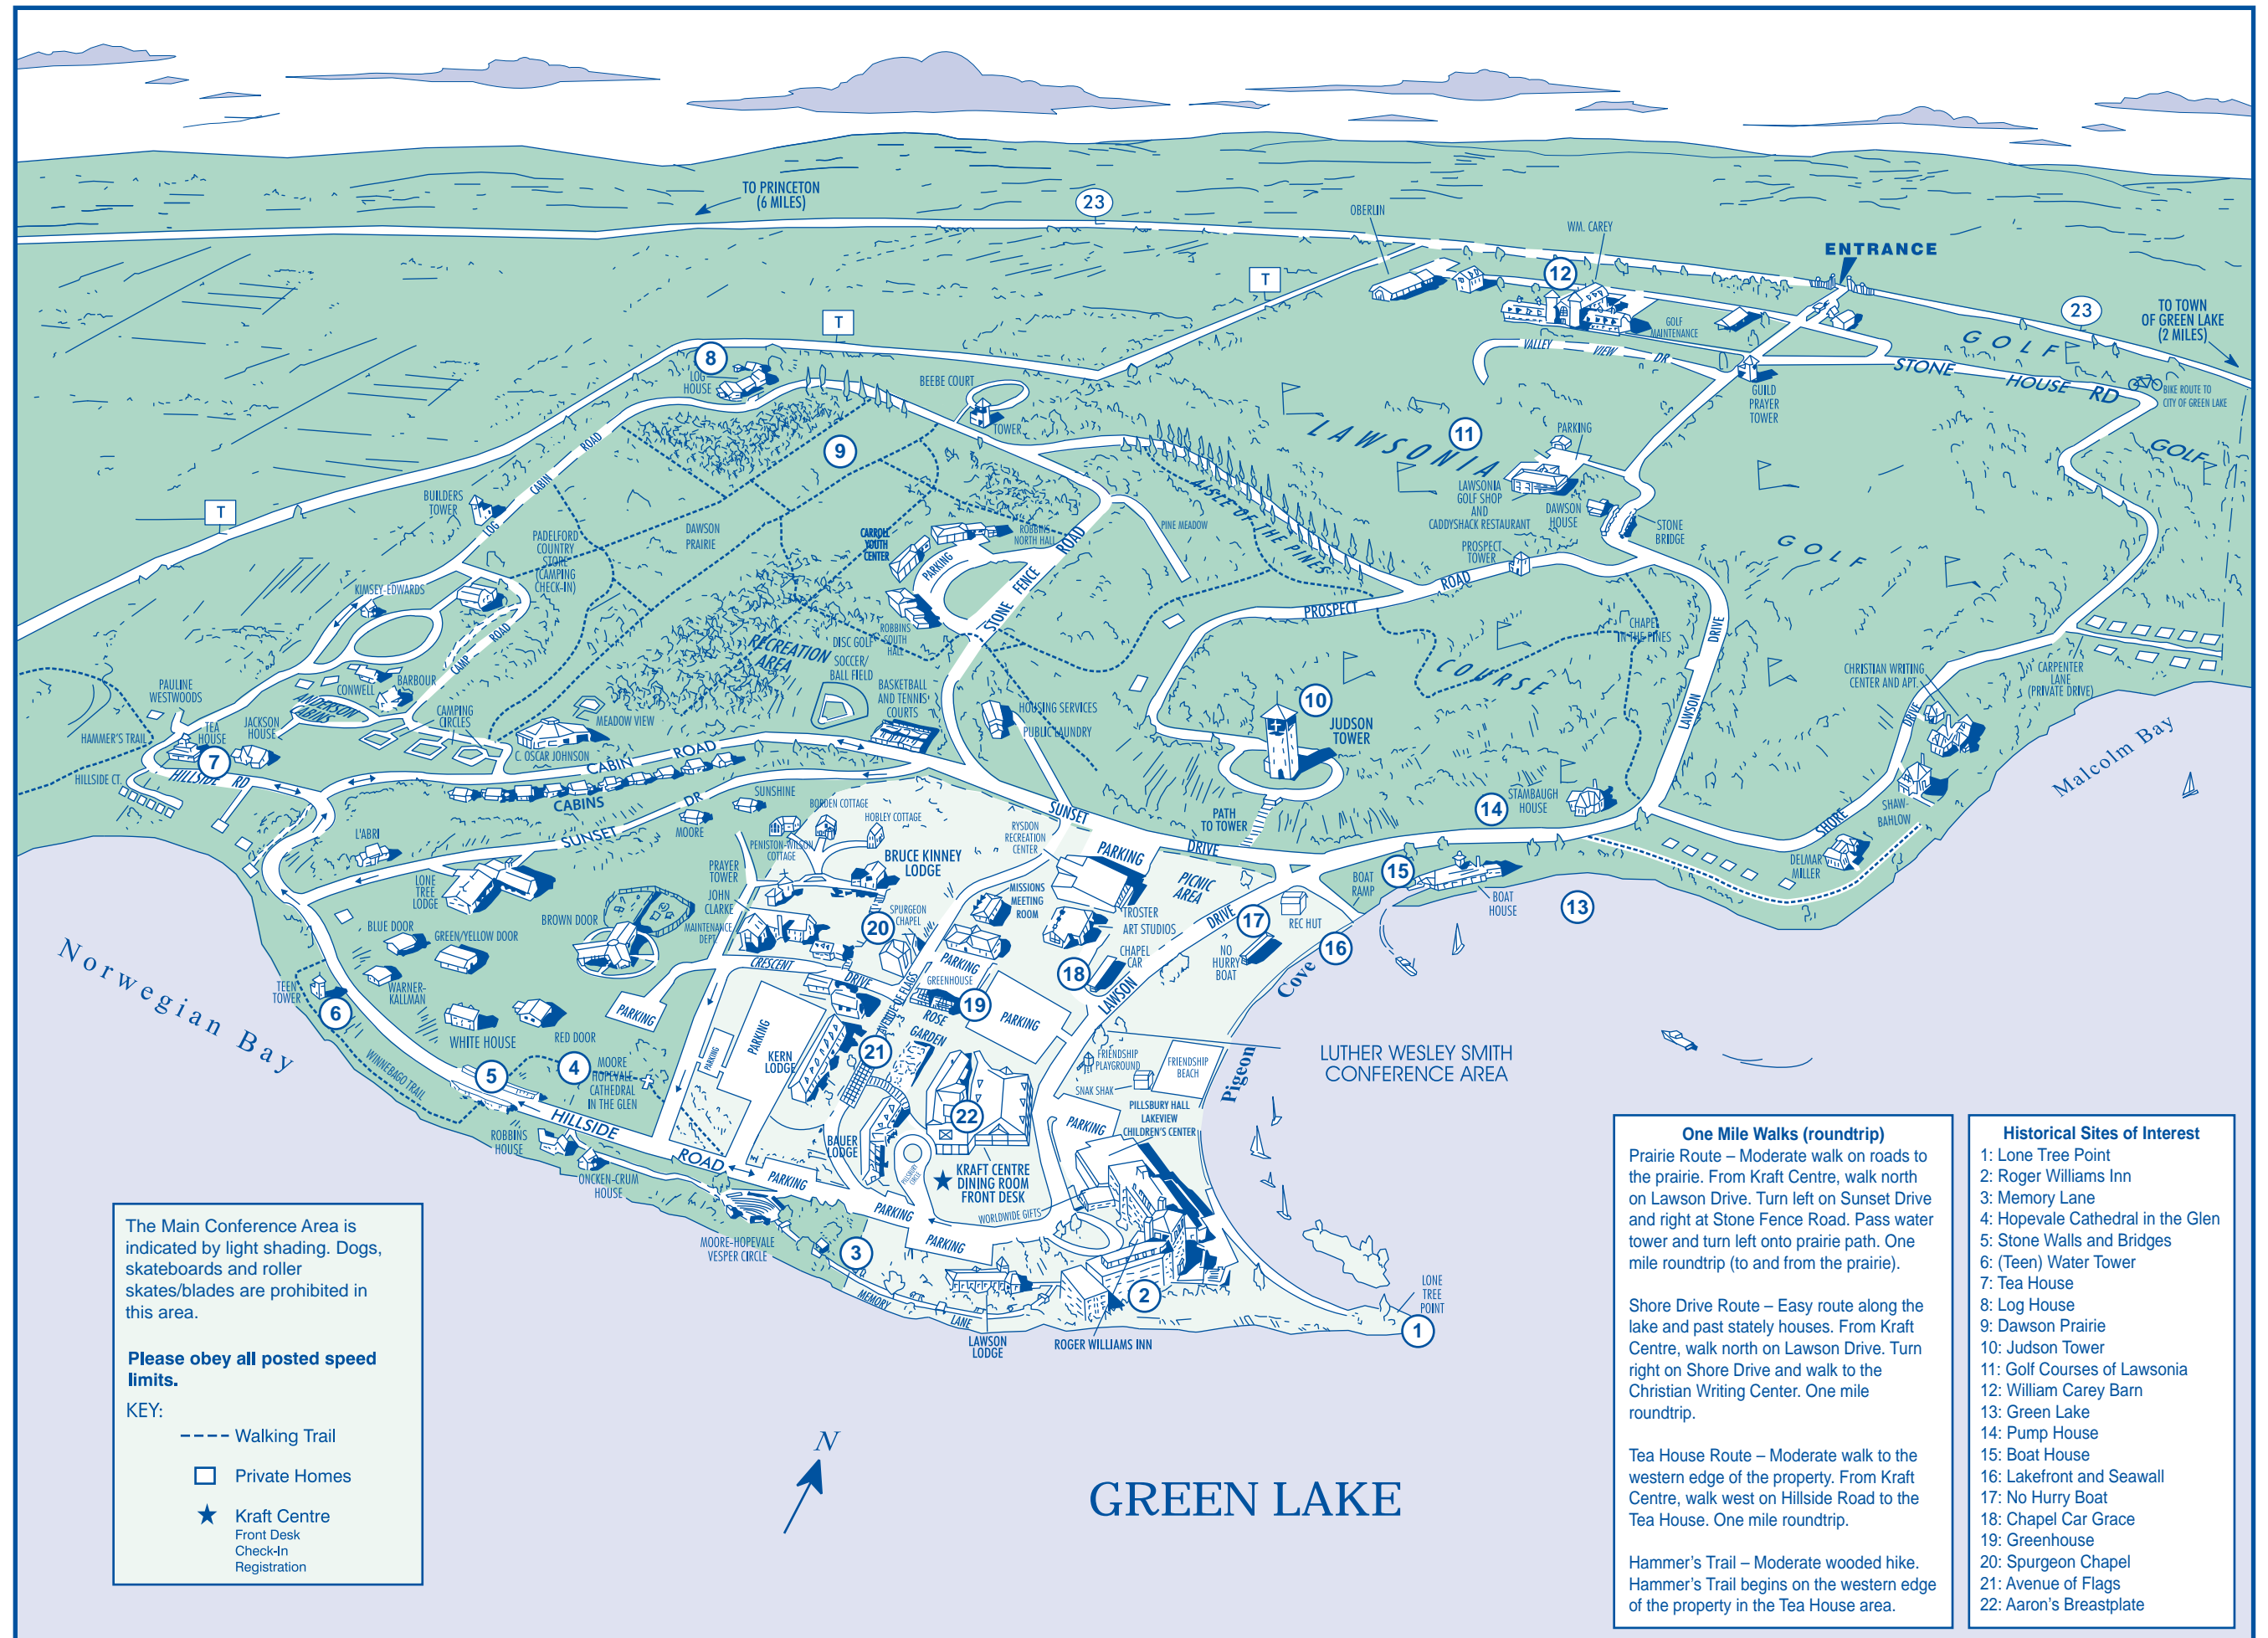 TO PRINCETON
(6 MILES)
23
OBERLIN
WM. CAREY
ENTRANCE
12
T
23
TO TOWN
OF GREEN LAKE
(2 MILES)
GOLF
MAINTENANCE
GOLF
T
VALLEY VIEW DR
STONE HOUSE RD
8
LOG
HOUSE
BEEBE COURT
TOWER
GUILD
PRAYER
TOWER
BIKE ROUTE TO
CITY OF GREEN LAKE
LAWSONIA
11
PARKING
GOLF
9
LOG CABIN ROAD
BUILDERS
TOWER
T
PADELFORD
COUNTRY
STORE
(CAMPING
CHECK-IN)
DAWSON
PRAIRIE
CARROLL
YOUTH
CENTER
ROBBINS
NORTH HALL
PARKING
STONE FENCE ROAD
PINE MEADOW
AISLE OF THE PINES
LAWSONIA
GOLF SHOP
AND
CADDYSHACK RESTAURANT
DAWSON
HOUSE
STONE
BRIDGE
PROSPECT
TOWER
GOLF
PROSPECT ROAD
KIMSEY-EDWARDS
CAMP ROAD
ROBBINS
SOUTH
HALL
DISC GOLF
RECREATION
AREA
SOCCER/
BALL FIELD
CHAPEL
IN THE PINES
COURSE
LAWSON DRIVE
CHRISTIAN WRITING
CENTER AND APT.
CARPENTER
LANE
(PRIVATE DRIVE)
PAULINE
WESTWOODS
CONWELL
BARBOUR
ANDERSON
CABINS
BASKETBALL
AND TENNIS
COURTS
HOUSING SERVICES
PUBLIC LAUNDRY
10
JUDSON
TOWER
Malcolm Bay
HAMMER'S TRAIL
TEA
HOUSE
JACKSON
HOUSE
CAMPING
CIRCLES
MEADOW VIEW
C. OSCAR JOHNSON
7
HILLSIDE CT.
HILLSIDE RD
CABIN ROAD
CABINS
SUNSHINE
MOORE
BORDEN COTTAGE
HOBLEY COTTAGE
PENISTON-WILSON
COTTAGE
SUNSET DR
SUNSET DRIVE
RYSDON
RECREATION
CENTER
PARKING
PATH
TO TOWER
14
STAMBAUGH
HOUSE
SHORE DRIVE
SHAW-
BAHLOW
DELMAR
MILLER
L'ABRI
LONE
TREE
LODGE
PRAYER
TOWER
BRUCE KINNEY
LODGE
MISSIONS
MEETING
ROOM
PICNIC
AREA
BOAT
RAMP
15
BOAT
HOUSE
13
BLUE DOOR
GREEN/YELLOW DOOR
BROWN DOOR
JOHN
CLARKE
MAINTENANCE
DEPT.
20
SPURGEON
CHAPEL
TROSTER
ART STUDIOS
LAWSON DRIVE
17
REC HUT
NO
HURRY
BOAT
16
Norwegian Bay
TEEN
TOWER
6
WARNER-
KALLMAN
CRESCENT DRIVE
PARKING
GREENHOUSE
AVENUE OF FLAGS
19
ROSE
GARDEN
18
CHAPEL
CAR
Pigeon Cove
WHITE HOUSE
RED DOOR
PARKING
PARKING
PARKING
KERN
LODGE
21
PARKING
FRIENDSHIP
PLAYGROUND
FRIENDSHIP
BEACH
SNAK SHAK
LUTHER WESLEY SMITH
CONFERENCE AREA
WINNEBAGO TRAIL
5
4
MOORE
HOPEVALE
CATHEDRAL
IN THE GLEN
22
PILLSBURY HALL
LAKEVIEW
CHILDREN'S CENTER
PARKING
HILLSIDE ROAD
ROBBINS
HOUSE
ONCKEN-CRUM
HOUSE
BAUER
LODGE
PILLSBURY
CIRCLE
KRAFT CENTRE
DINING ROOM
FRONT DESK
WORLDWIDE GIFTS
PARKING
PARKING
PARKING
MOORE-HOPEVALE
VESPER CIRCLE
3
MEMORY LANE
LAWSON
LODGE
2
ROGER WILLIAMS INN
LONE
TREE
POINT
1
The Main Conference Area is
indicated by light shading. Dogs,
skateboards and roller
skates/blades are prohibited in
this area.
Please obey all posted speed
limits.
KEY:
Walking Trail
Private Homes
Kraft Centre
Front Desk
Check-In
Registration
N
GREEN LAKE
One Mile Walks (roundtrip)
Prairie Route – Moderate walk on roads to
the prairie. From Kraft Centre, walk north
on Lawson Drive. Turn left on Sunset Drive
and right at Stone Fence Road. Pass water
tower and turn left onto prairie path. One
mile roundtrip (to and from the prairie).
Shore Drive Route – Easy route along the
lake and past stately houses. From Kraft
Centre, walk north on Lawson Drive. Turn
right on Shore Drive and walk to the
Christian Writing Center. One mile
roundtrip.
Tea House Route – Moderate walk to the
western edge of the property. From Kraft
Centre, walk west on Hillside Road to the
Tea House. One mile roundtrip.
Hammer's Trail – Moderate wooded hike.
Hammer's Trail begins on the western edge
of the property in the Tea House area.
Historical Sites of Interest
1: Lone Tree Point
2: Roger Williams Inn
3: Memory Lane
4: Hopevale Cathedral in the Glen
5: Stone Walls and Bridges
6: (Teen) Water Tower
7: Tea House
8: Log House
9: Dawson Prairie
10: Judson Tower
11: Golf Courses of Lawsonia
12: William Carey Barn
13: Green Lake
14: Pump House
15: Boat House
16: Lakefront and Seawall
17: No Hurry Boat
18: Chapel Car Grace
19: Greenhouse
20: Spurgeon Chapel
21: Avenue of Flags
22: Aaron's Breastplate